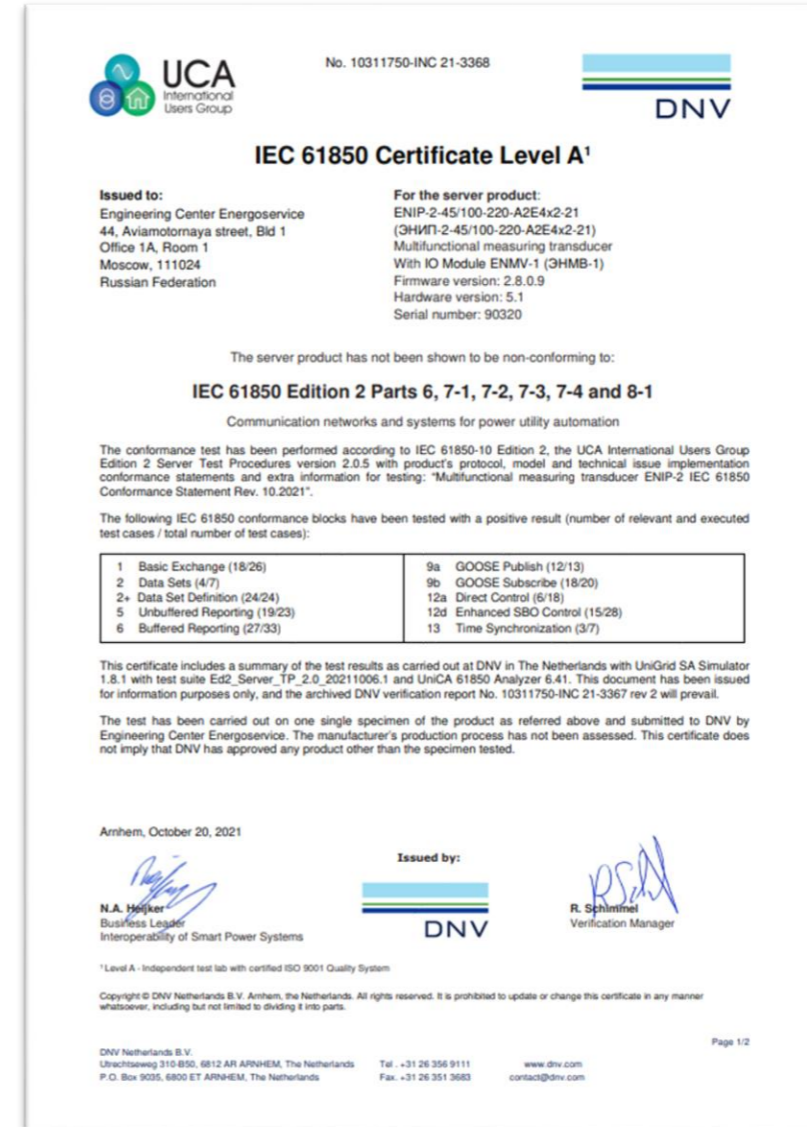 UCA
International
Users Group
No. 10311750-INC 21-3368
DNV
IEC 61850 Certificate Level A¹
Issued to:
Engineering Center Energoservice
44, Aviamotornaya street, Bld 1
Office 1A, Room 1
Moscow, 111024
Russian Federation
For the server product:
ENIP-2-45/100-220-A2E4x2-21
(ЭНИП-2-45/100-220-A2E4x2-21)
Multifunctional measuring transducer
With IO Module ENMV-1 (ЭНМВ-1)
Firmware version: 2.8.0.9
Hardware version: 5.1
Serial number: 90320
The server product has not been shown to be non-conforming to:
IEC 61850 Edition 2 Parts 6, 7-1, 7-2, 7-3, 7-4 and 8-1
Communication networks and systems for power utility automation
The conformance test has been performed according to IEC 61850-10 Edition 2, the UCA International Users Group
Edition 2 Server Test Procedures version 2.0.5 with product's protocol, model and technical issue implementation
conformance statements and extra information for testing: "Multifunctional measuring transducer ENIP-2 IEC 61850
Conformance Statement Rev. 10.2021".
The following IEC 61850 conformance blocks have been tested with a positive result (number of relevant and executed
test cases / total number of test cases):
1 Basic Exchange (18/26)
2 Data Sets (4/7)
2+ Data Set Definition (24/24)
5 Unbuffered Reporting (19/23)
6 Buffered Reporting (27/33)
9a GOOSE Publish (12/13)
9b GOOSE Subscribe (18/20)
12a Direct Control (6/18)
12d Enhanced SBO Control (15/28)
13 Time Synchronization (3/7)
This certificate includes a summary of the test results as carried out at DNV in The Netherlands with UniGrid SA Simulator
1.8.1 with test suite Ed2_Server_TP_2.0_20211006.1 and UniCA 61850 Analyzer 6.41. This document has been issued
for information purposes only, and the archived DNV verification report No. 10311750-INC 21-3367 rev 2 will prevail.
The test has been carried out on one single specimen of the product as referred above and submitted to DNV by
Engineering Center Energoservice. The manufacturer's production process has not been assessed. This certificate does
not imply that DNV has approved any product other than the specimen tested.
Arnhem, October 20, 2021
Issued by:
DNV
N.A. Heijker
Business Leader
Interoperability of Smart Power Systems
R. Schimmel
Verification Manager
¹ Level A - Independent test lab with certified ISO 9001 Quality System
Copyright © DNV Netherlands B.V. Arnhem, the Netherlands. All rights reserved. It is prohibited to update or change this certificate in any manner
whatsoever, including but not limited to dividing it into parts.
Page 1/2
DNV Netherlands B.V.
Utrechtseweg 310-B50, 6812 AR ARNHEM, The Netherlands Tel . +31 26 356 9111 www.dnv.com
P.O. Box 9035, 6800 ET ARNHEM, The Netherlands Fax. +31 26 351 3683 contact@dnv.com